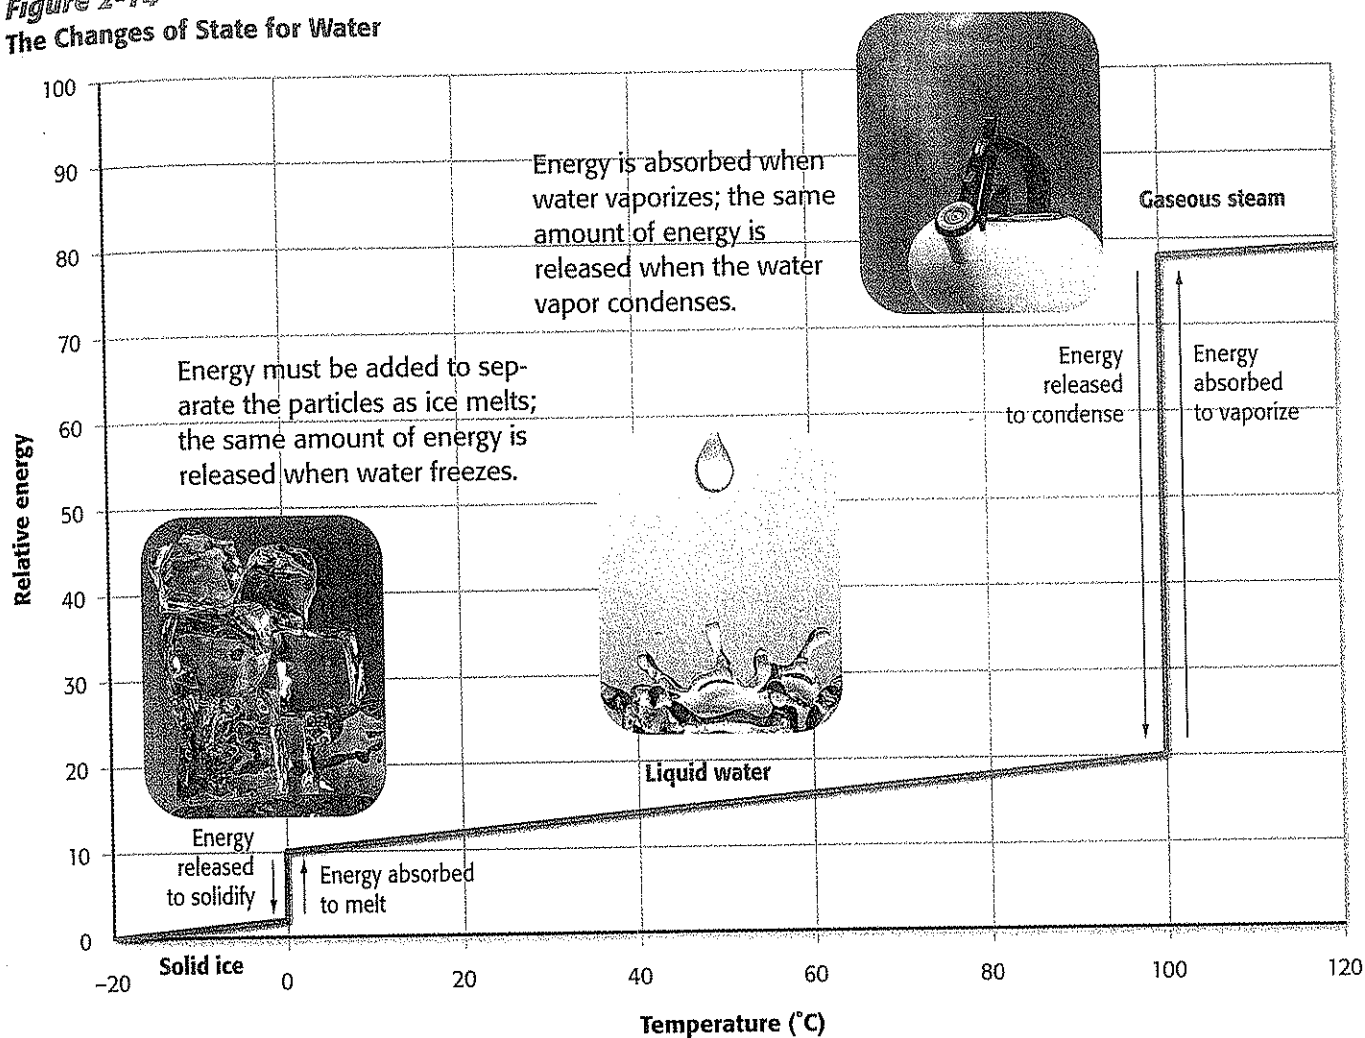 Figure 2-14
The Changes of State for Water
100
90
80
70
60
50
40
30
20
10
0
Relative energy
Energy is absorbed when
water vaporizes; the same
amount of energy is
released when the water
vapor condenses.
Gaseous steam
Energy must be added to sep-
arate the particles as ice melts;
the same amount of energy is
released when water freezes.
Energy
released
to condense
Energy
absorbed
to vaporize
Liquid water
Energy
released
to solidify
Energy absorbed
to melt
Solid ice
–20
0
20
40
60
80
100
120
Temperature (˚C)